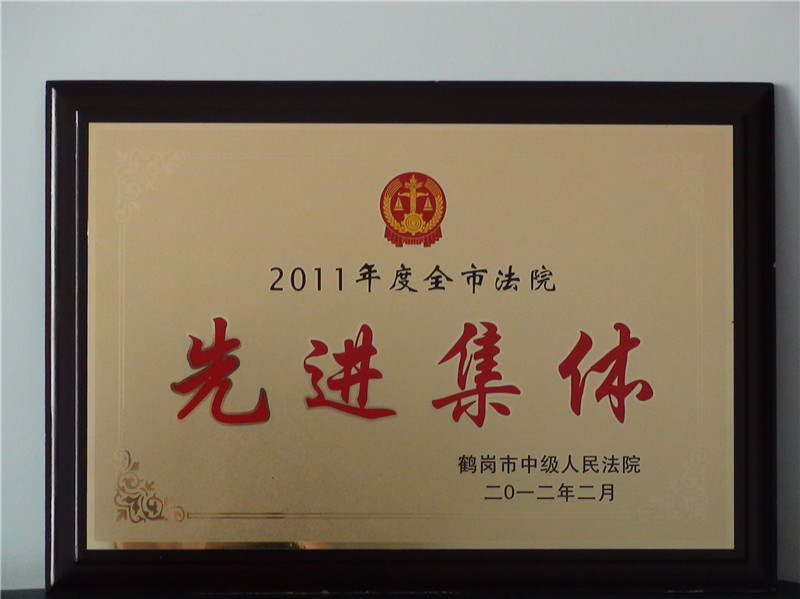 2011年度全市法院
先进集体
鹤岗市中级人民法院
二〇一二年二月